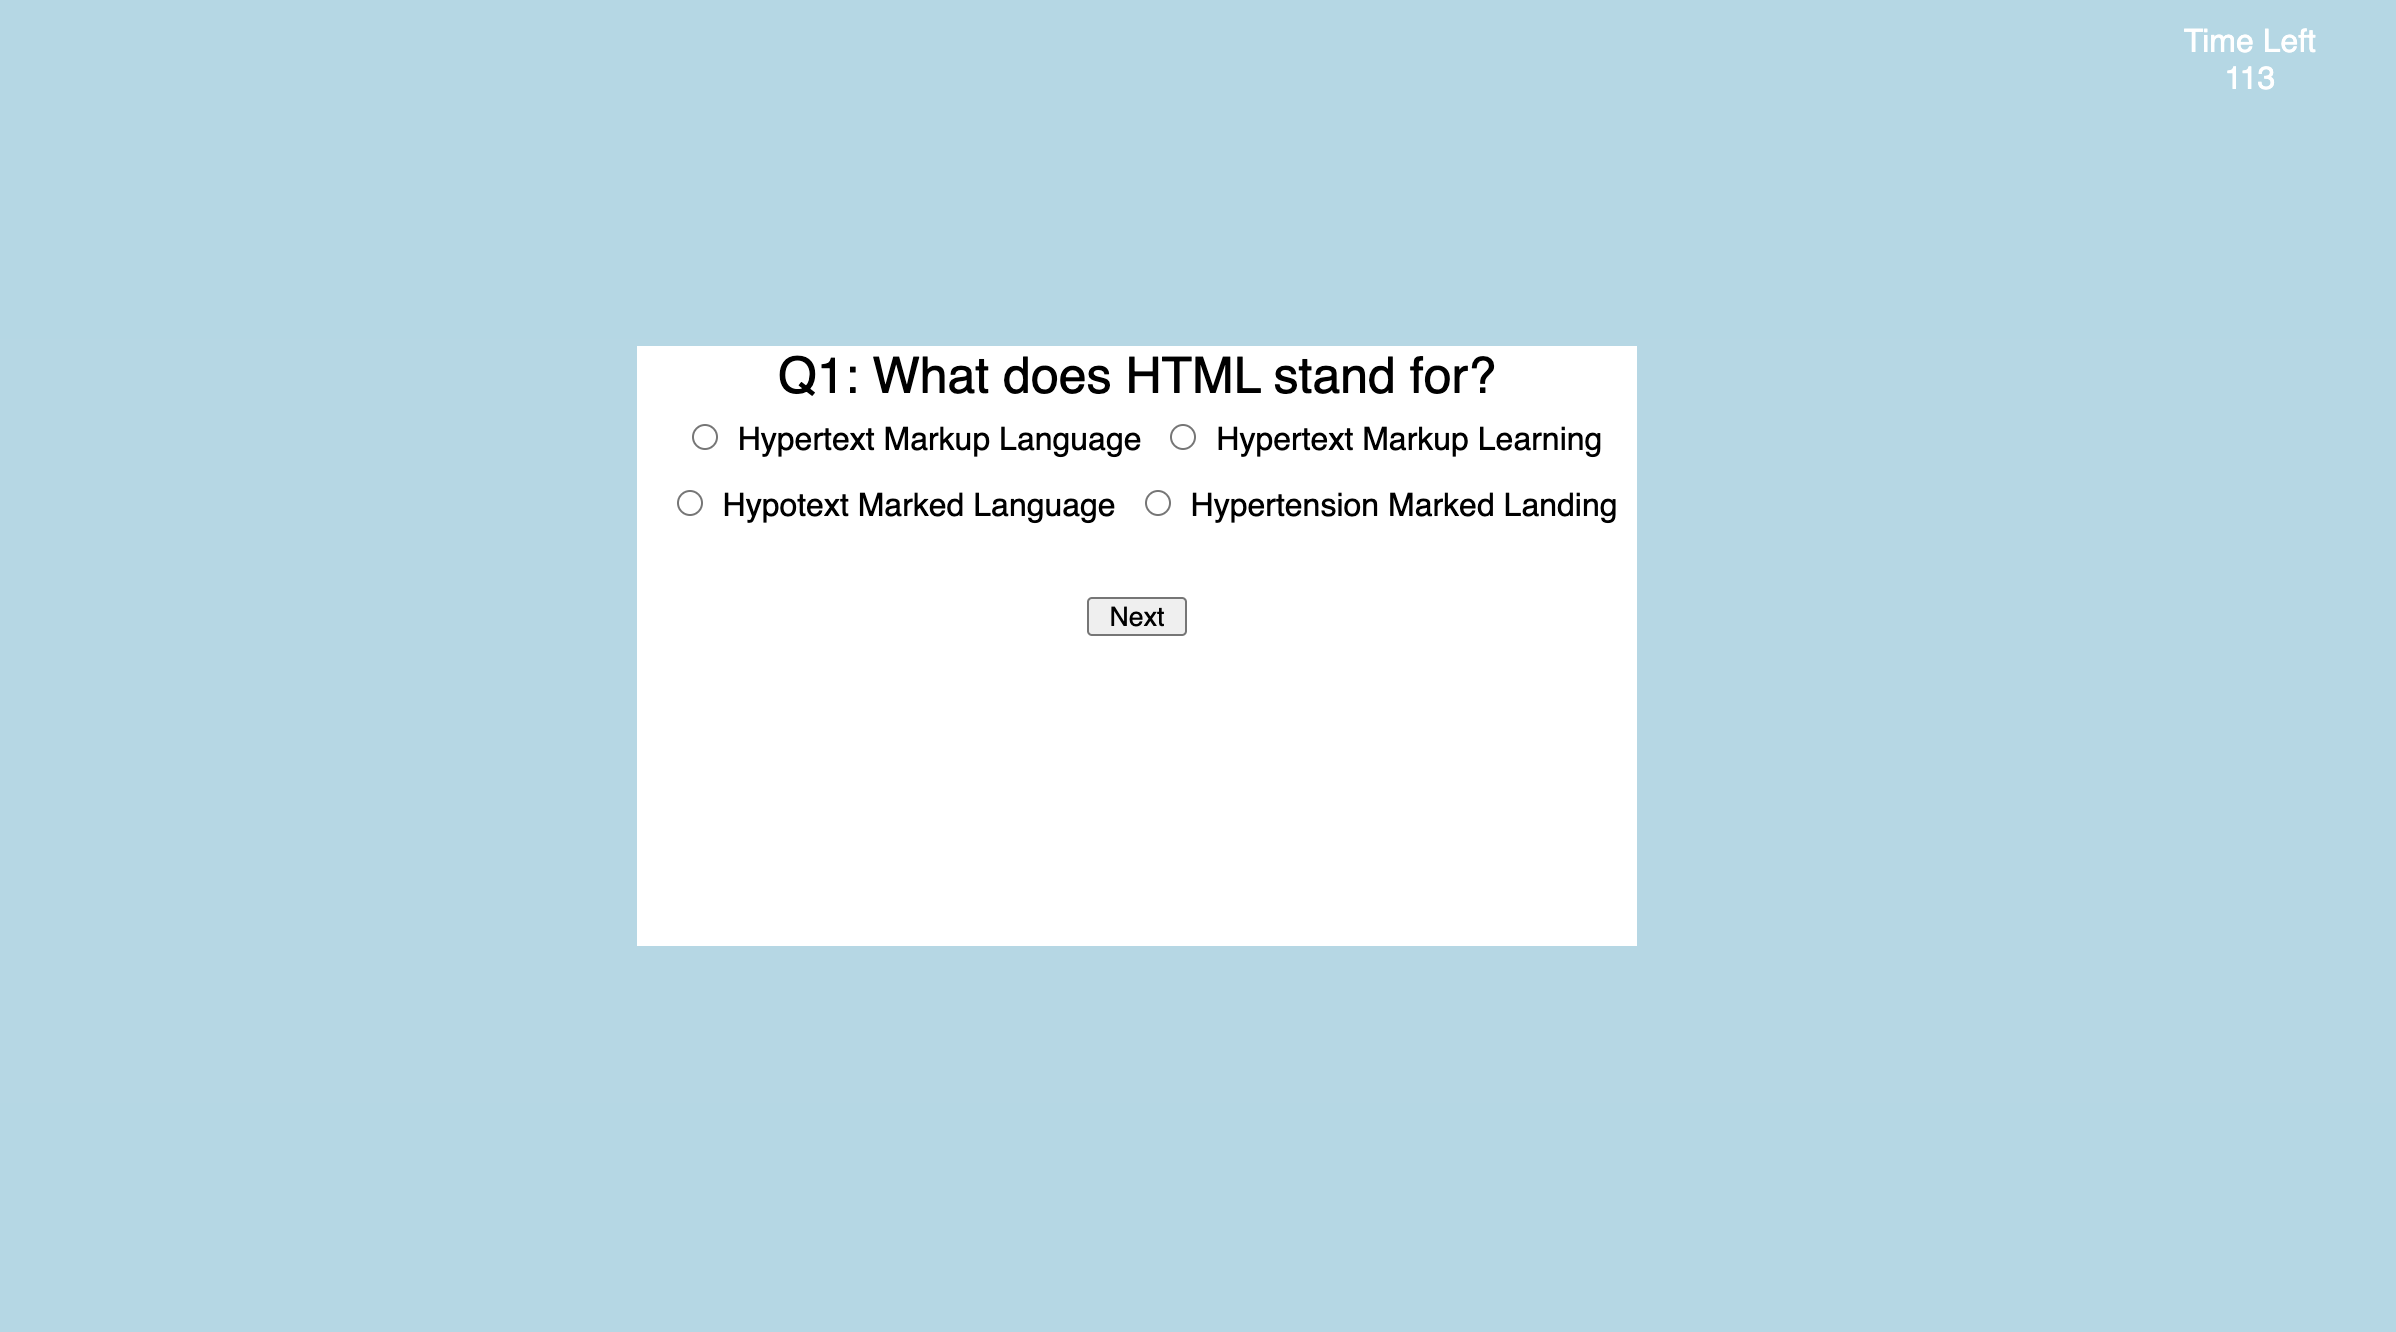 Time Left
113
Q1: What does HTML stand for?
Hypertext Markup Language Hypertext Markup Learning
Hypotext Marked Language Hypertension Marked Landing
Next